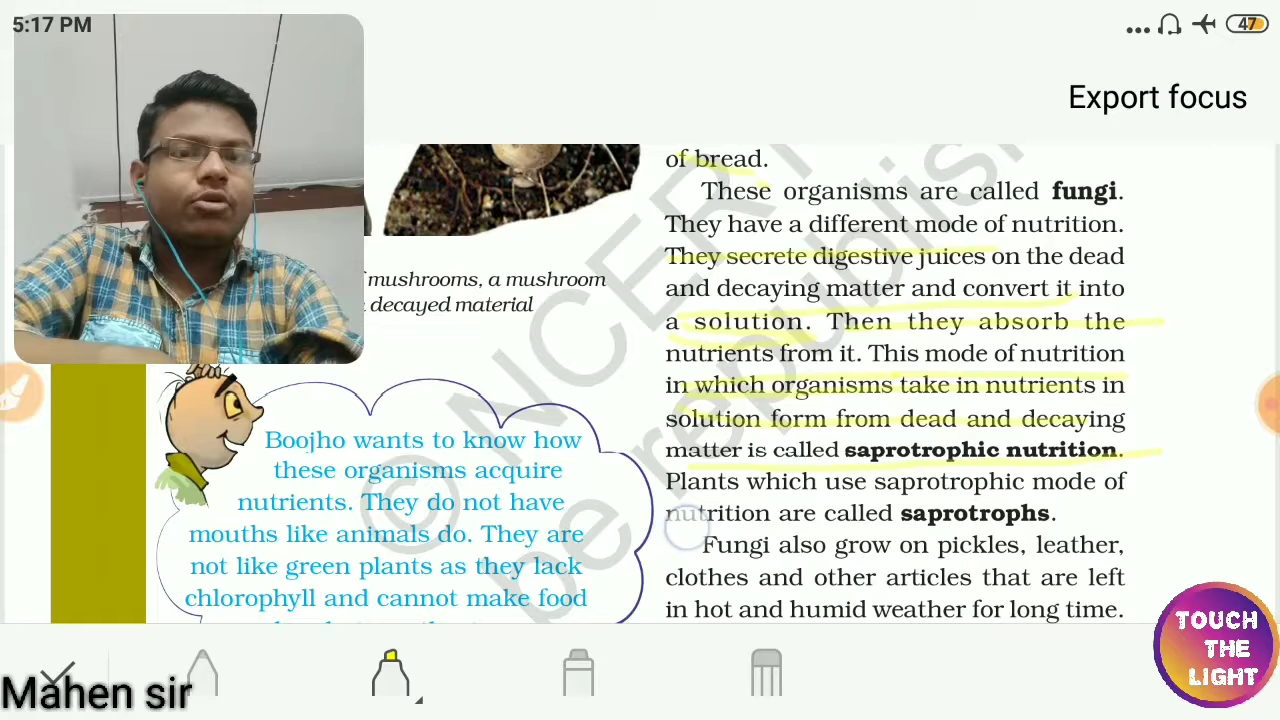 5:17 PM
47
Export focus
of bread.
These organisms are called fungi.
They have a different mode of nutrition.
They secrete digestive juices on the dead
and decaying matter and convert it into
a solution. Then they absorb the
nutrients from it. This mode of nutrition
in which organisms take in nutrients in
solution form from dead and decaying
matter is called saprotrophic nutrition.
Plants which use saprotrophic mode of
nutrition are called saprotrophs.
Fungi also grow on pickles, leather,
clothes and other articles that are left
in hot and humid weather for long time.
mushrooms, a mushroom
decayed material
Boojho wants to know how
these organisms acquire
nutrients. They do not have
mouths like animals do. They are
not like green plants as they lack
chlorophyll and cannot make food
© NCERT
be republish
Mahen sir
TOUCH
THE
LIGHT